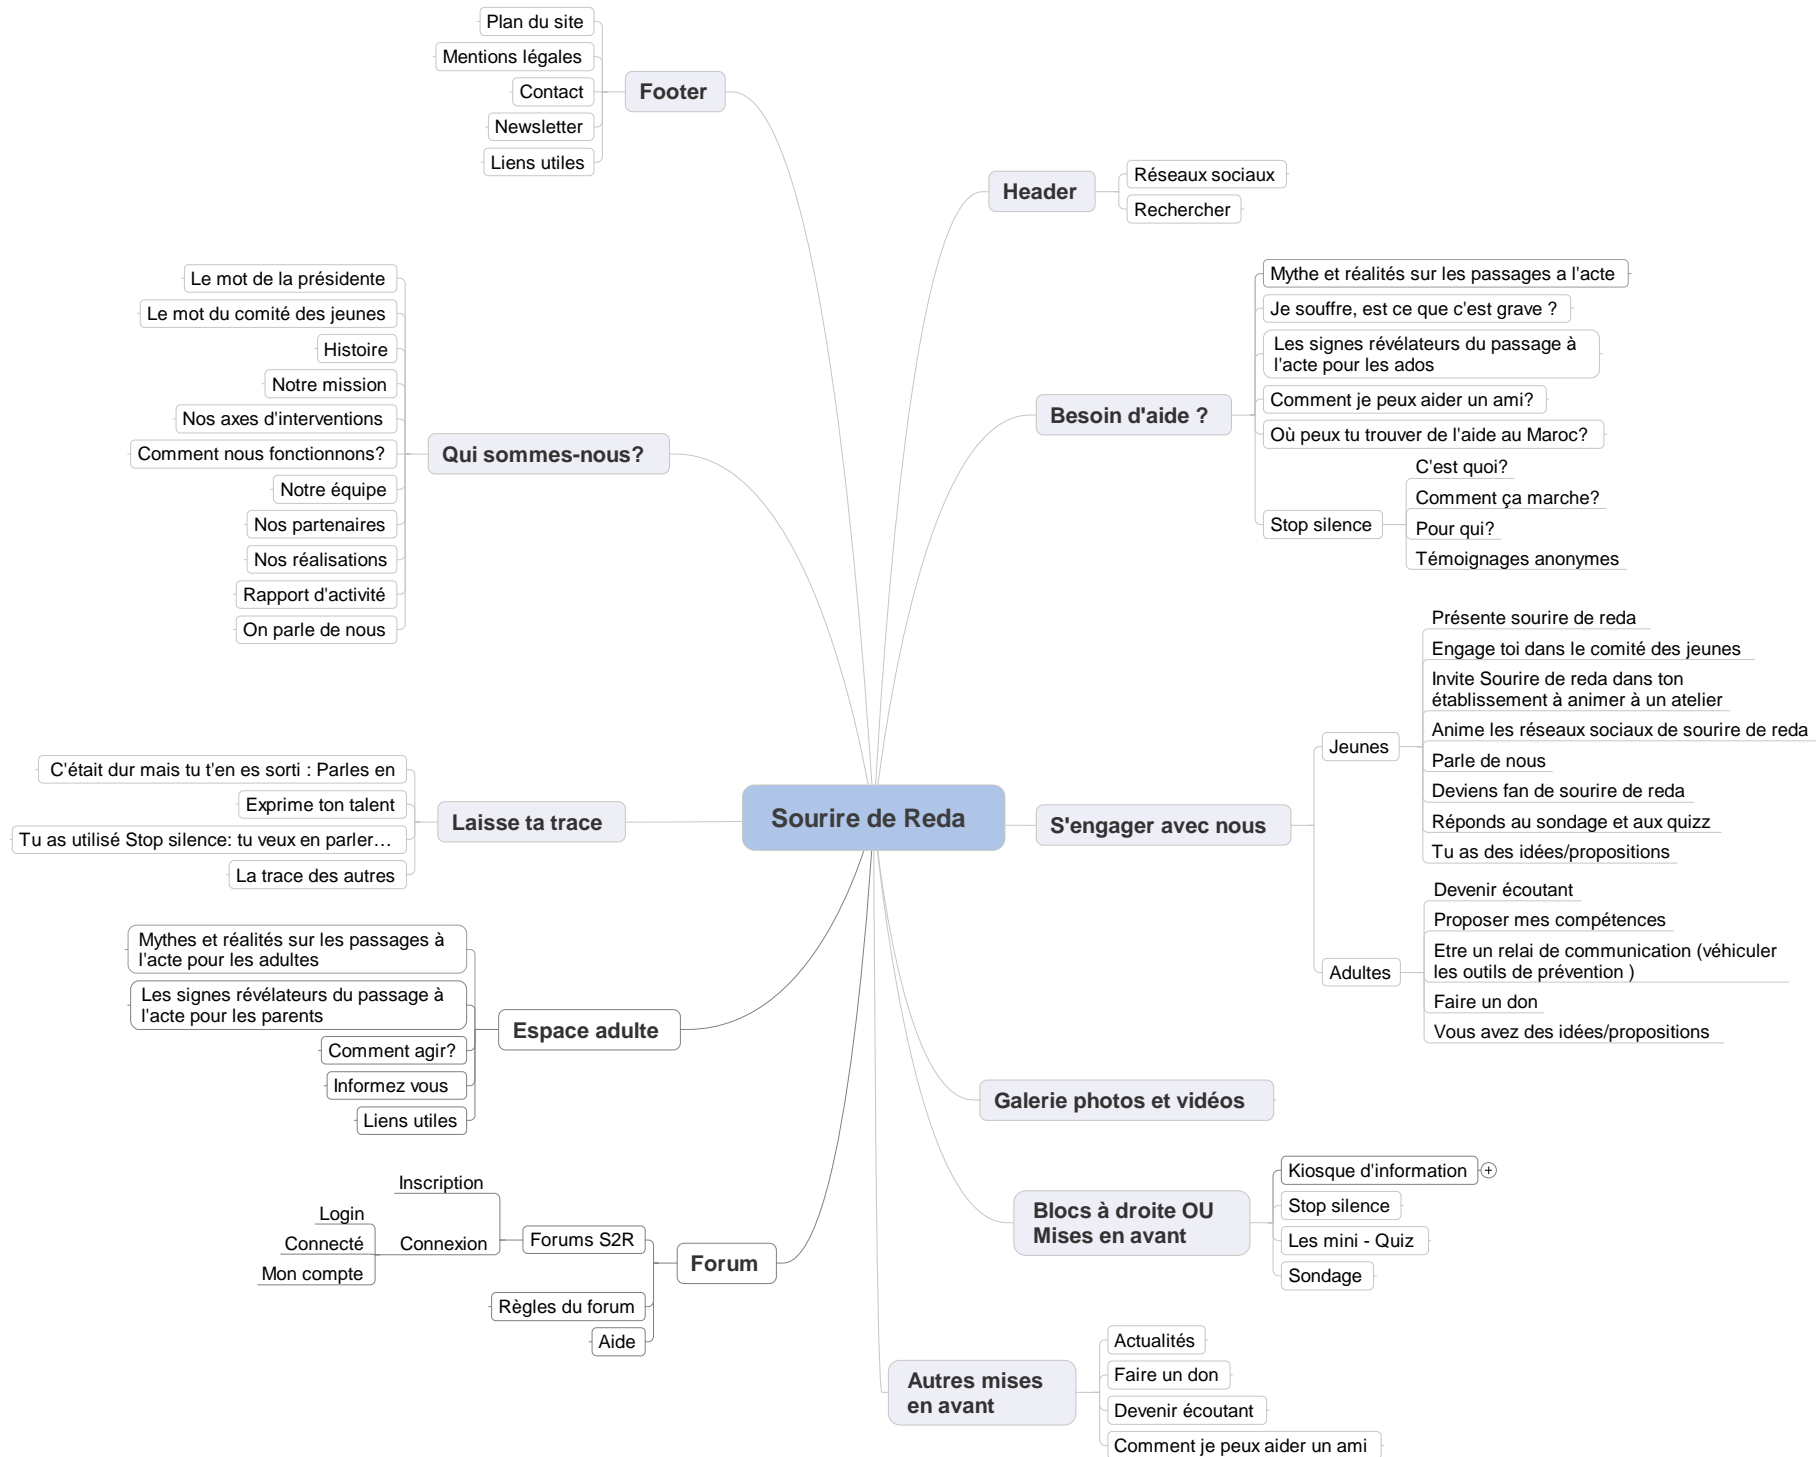 Plan du site
Mentions légales
Contact
Newsletter
Liens utiles
Footer
Header
Réseaux sociaux
Rechercher
Le mot de la présidente
Le mot du comité des jeunes
Histoire
Notre mission
Nos axes d'interventions
Comment nous fonctionnons?
Notre équipe
Nos partenaires
Nos réalisations
Rapport d'activité
On parle de nous
Qui sommes-nous?
Besoin d'aide ?
Mythe et réalités sur les passages a l'acte
Je souffre, est ce que c'est grave ?
Les signes révélateurs du passage à
l'acte pour les ados
Comment je peux aider un ami?
Où peux tu trouver de l'aide au Maroc?
Stop silence
C'est quoi?
Comment ça marche?
Pour qui?
Témoignages anonymes
C'était dur mais tu t'en es sorti : Parles en
Exprime ton talent
Tu as utilisé Stop silence: tu veux en parler…
La trace des autres
Laisse ta trace
Sourire de Reda
S'engager avec nous
Jeunes
Présente sourire de reda
Engage toi dans le comité des jeunes
Invite Sourire de reda dans ton
établissement à animer à un atelier
Anime les réseaux sociaux de sourire de reda
Parle de nous
Deviens fan de sourire de reda
Réponds au sondage et aux quizz
Tu as des idées/propositions
Adultes
Devenir écoutant
Proposer mes compétences
Etre un relai de communication (véhiculer
les outils de prévention )
Faire un don
Vous avez des idées/propositions
Mythes et réalités sur les passages à
l'acte pour les adultes
Les signes révélateurs du passage à
l'acte pour les parents
Comment agir?
Informez vous
Liens utiles
Espace adulte
Galerie photos et vidéos
Inscription
Login
Connecté
Mon compte
Connexion
Forums S2R
Règles du forum
Aide
Forum
Blocs à droite OU
Mises en avant
Kiosque d'information
Stop silence
Les mini - Quiz
Sondage
Autres mises
en avant
Actualités
Faire un don
Devenir écoutant
Comment je peux aider un ami